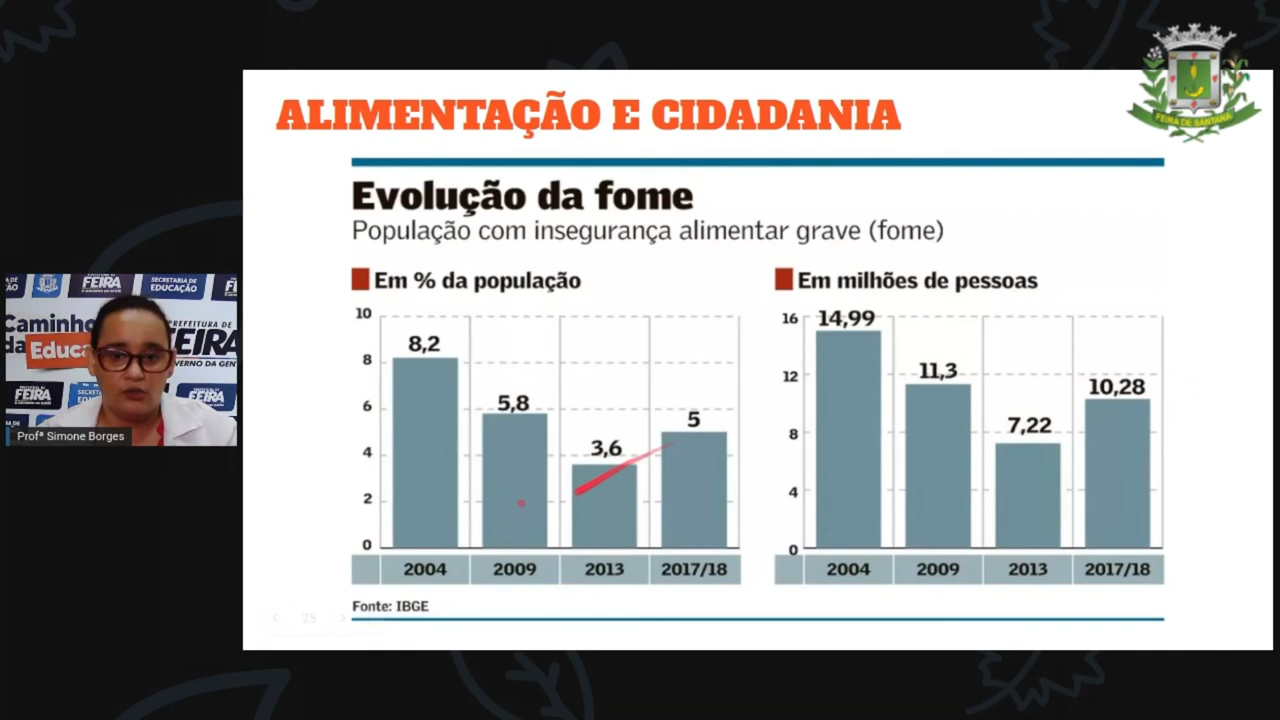 ALIMENTAÇÃO E CIDADANIA
FEIRA DE SANTANA
Evolução da fome
População com insegurança alimentar grave (fome)
Em % da população
10
8
6
4
2
0
8,2
5,8
3,6
5
2004
2009
2013
2017/18
Em milhões de pessoas
16
12
8
4
0
14,99
11,3
7,22
10,28
2004
2009
2013
2017/18
Fonte: IBGE
25
FEIRA
SECRETARIA DE
EDUCAÇÃO
Caminho
da Educa
PREFEITURA DE
FEIRA
FEIRA
FEIRA
Profª Simone Borges